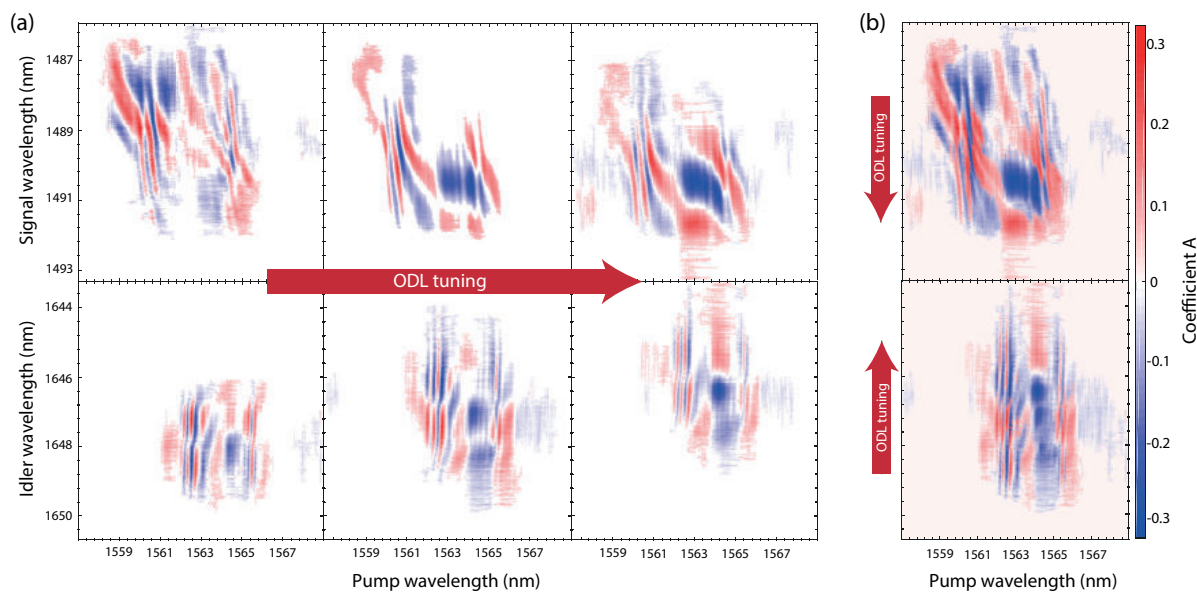 (a)
(b)
Signal wavelength (nm)
1487
1489
1491
1493
ODL tuning
Idler wavelength (nm)
1644
1646
1648
1650
1559 1561 1563 1565 1567
1559 1561 1563 1565 1567
1559 1561 1563 1565 1567
Pump wavelength (nm)
ODL tuning
ODL tuning
1559 1561 1563 1565 1567
Pump wavelength (nm)
0.3
0.2
0.1
0
-0.1
-0.2
-0.3
Coefficient A